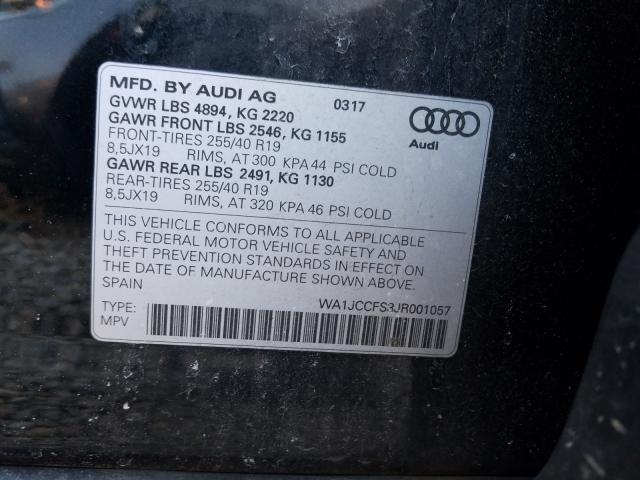 MFD. BY AUDI AG 0317
GVWR LBS 4894, KG 2220
GAWR FRONT LBS 2546, KG 1155
FRONT-TIRES 255/40 R19
8,5JX19 RIMS, AT 300 KPA 44 PSI COLD
GAWR REAR LBS 2491, KG 1130
REAR-TIRES 255/40 R19
8,5JX19 RIMS, AT 320 KPA 46 PSI COLD
Audi
THIS VEHICLE CONFORMS TO ALL APPLICABLE
U.S. FEDERAL MOTOR VEHICLE SAFETY AND
THEFT PREVENTION STANDARDS IN EFFECT ON
THE DATE OF MANUFACTURE SHOWN ABOVE.
SPAIN
WA1JCCFS3JR001057
TYPE:
MPV